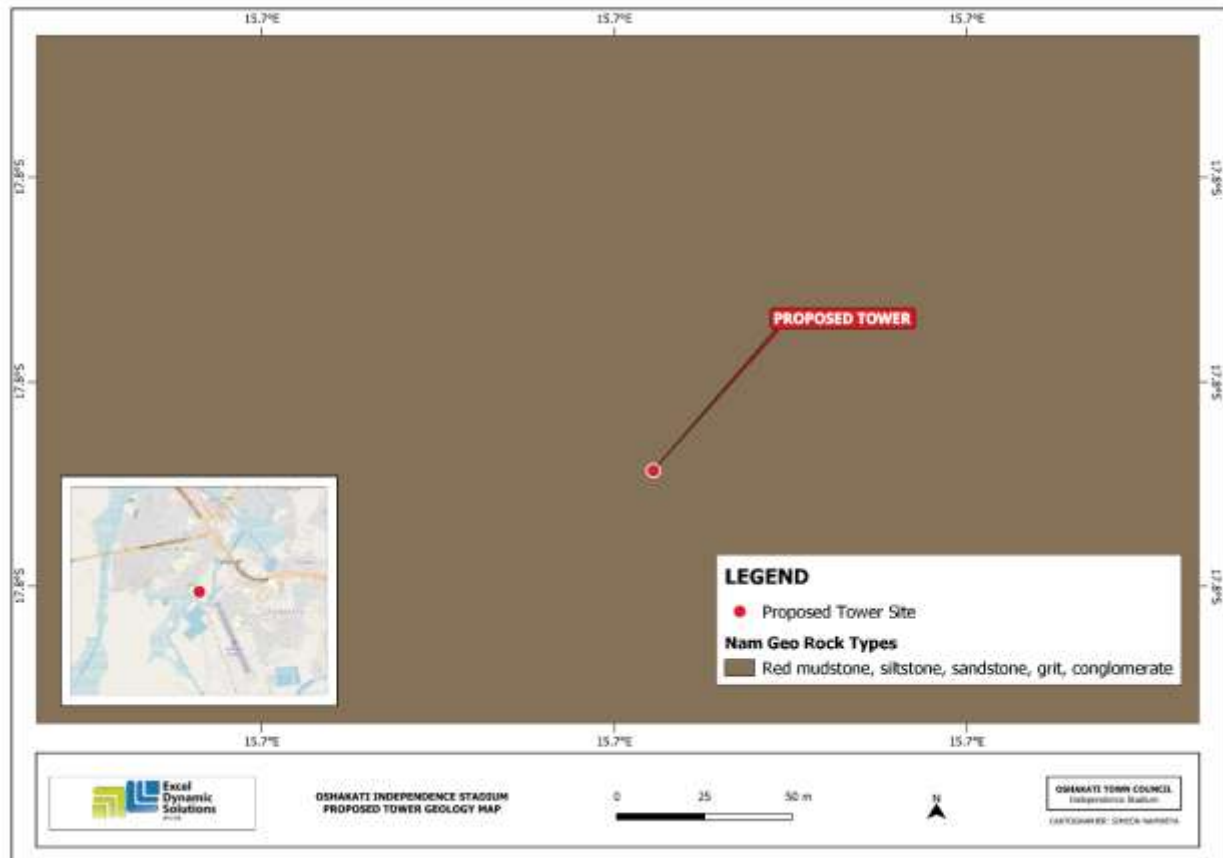 15.7°E 15.7°E 15.7°E
17.8°S 17.8°S
PROPOSED TOWER
17.8°S 17.8°S
17.8°S 17.8°S
LEGEND
Proposed Tower Site
Nam Geo Rock Types
Red mudstone, siltstone, sandstone, grit, conglomerate
15.7°E 15.7°E 15.7°E
Excel
Dynamic
Solutions
OSHAKATI INDEPENDENCE STADIUM
PROPOSED TOWER GEOLOGY MAP
0 25 50 m
N
OSHAKATI TOWN COUNCIL
Independence Stadium
CARTOGRAPHER: